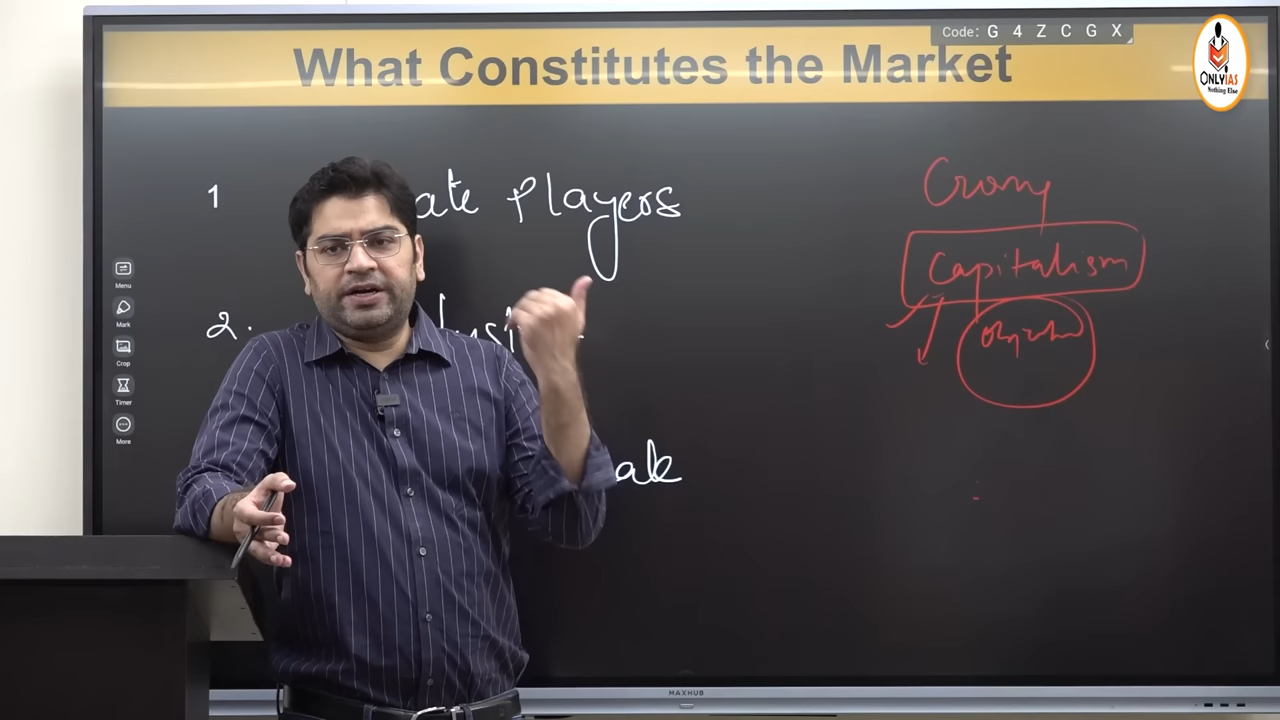 What Constitutes the Market
Code: G 4 Z C G X
ONLYIAS
Nothing Else
1
ate Players
Crony
Capitalism
2.
Menu
Mark
Crop
Timer
More
MAXHUB